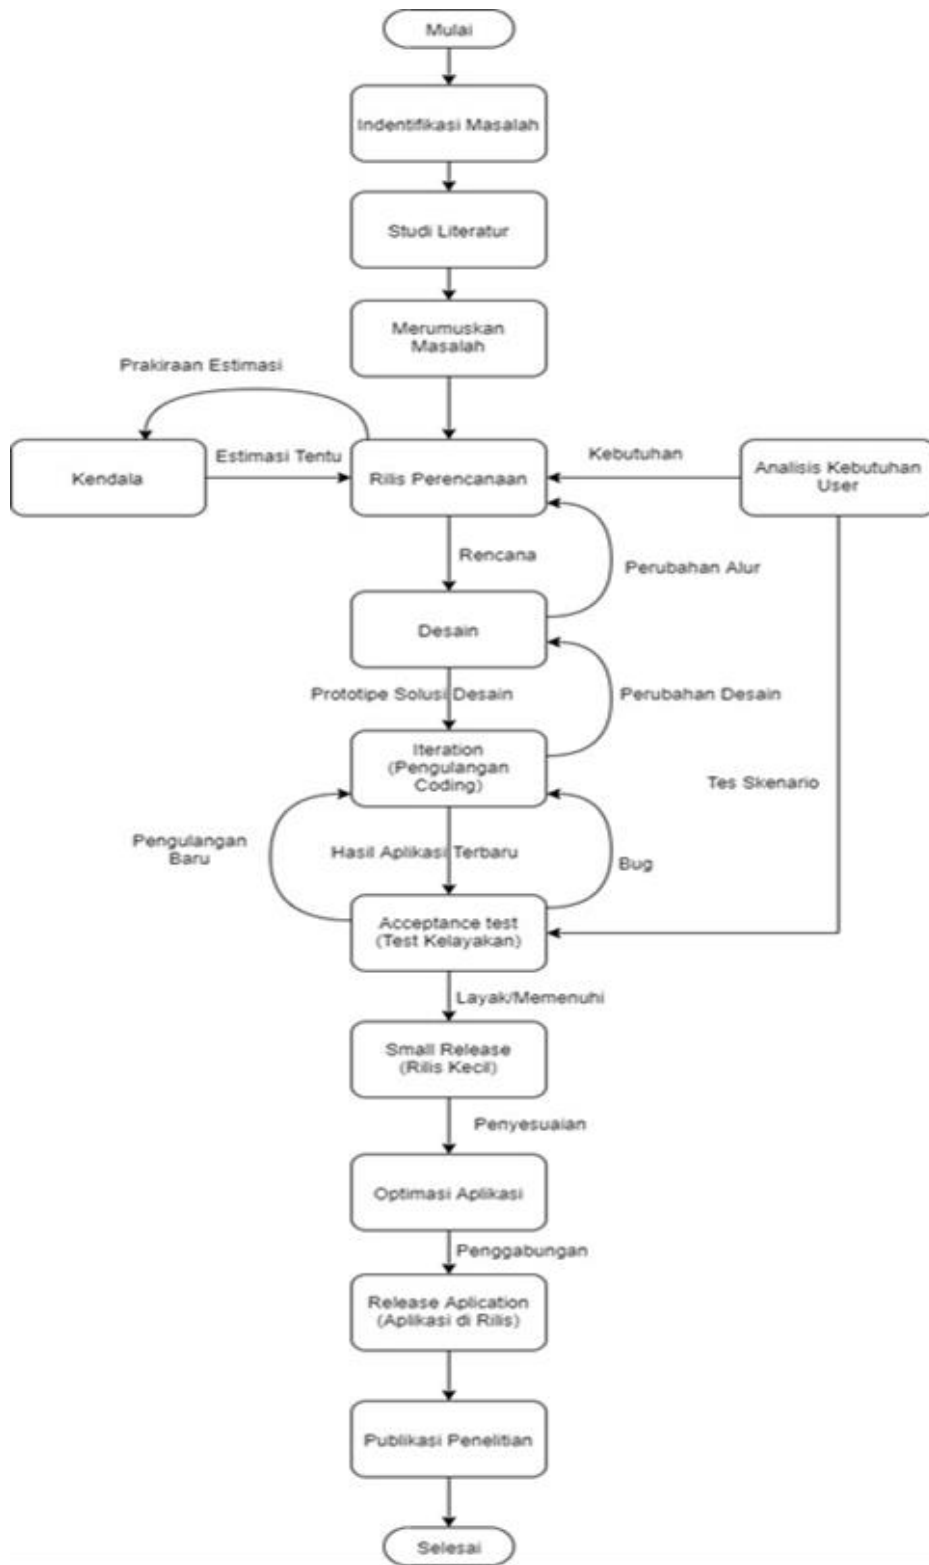 Mulai
Indentifikasi Masalah
Studi Literatur
Merumuskan
Masalah
Prakiraan Estimasi
Kendala
Estimasi Tentu
Rilis Perencanaan
Kebutuhan
Analisis Kebutuhan
User
Rencana
Perubahan Alur
Desain
Prototipe Solusi Desain
Perubahan Desain
Iteration
(Pengulangan
Coding)
Tes Skenario
Pengulangan
Baru
Hasil Aplikasi Terbaru
Bug
Acceptance test
(Test Kelayakan)
Layak/Memenuhi
Small Release
(Rilis Kecil)
Penyesuaian
Optimasi Aplikasi
Penggabungan
Release Aplication
(Aplikasi di Rilis)
Publikasi Penelitian
Selesai